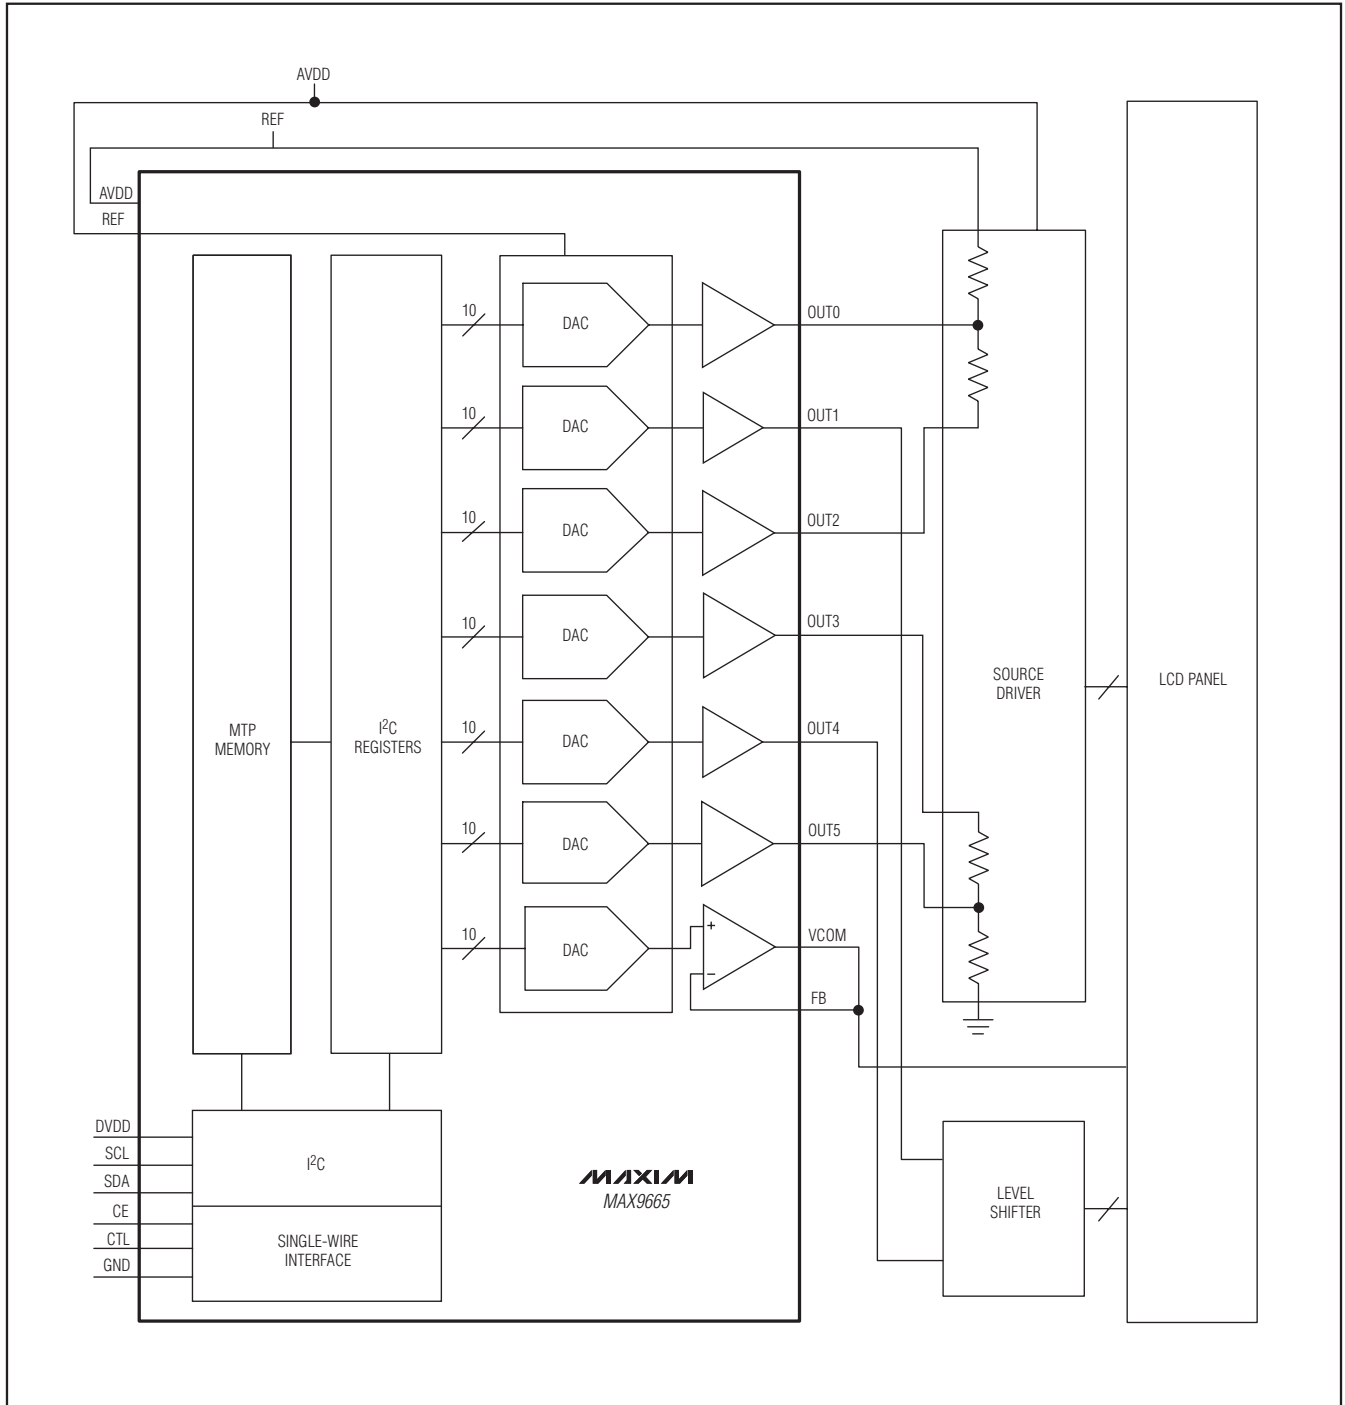 AVDD
REF
AVDD
REF
10
DAC
OUT0
10
DAC
OUT1
10
DAC
OUT2
10
DAC
OUT3
SOURCE
DRIVER
LCD PANEL
MTP
MEMORY
I²C
REGISTERS
10
DAC
OUT4
10
DAC
OUT5
10
DAC
+
−
VCOM
FB
DVDD
SCL
SDA
CE
CTL
GND
I²C
SINGLE-WIRE
INTERFACE
MAXIM
MAX9665
LEVEL
SHIFTER